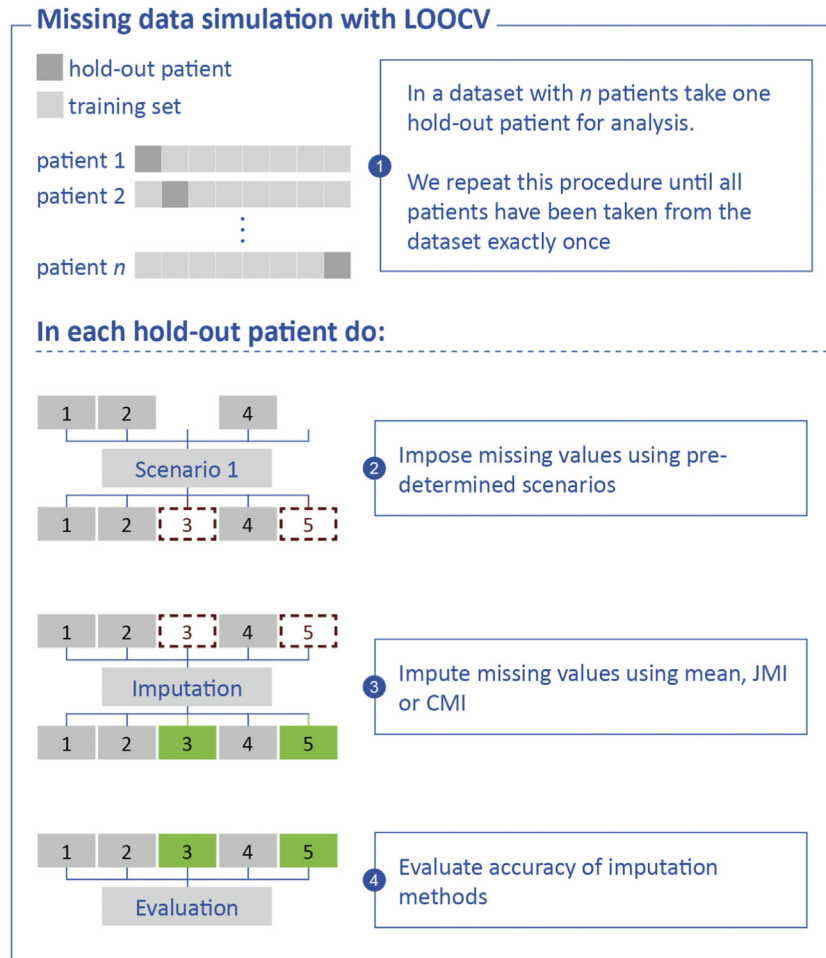 Missing data simulation with LOOCV
hold-out patient
training set
patient 1
patient 2
patient n
1
In a dataset with n patients take one
hold-out patient for analysis.
We repeat this procedure until all
patients have been taken from the
dataset exactly once
In each hold-out patient do:
1 2 4
Scenario 1
1 2 3 4 5
2
Impose missing values using pre-
determined scenarios
1 2 3 4 5
Imputation
1 2 3 4 5
3
Impute missing values using mean, JMI
or CMI
1 2 3 4 5
Evaluation
4
Evaluate accuracy of imputation
methods